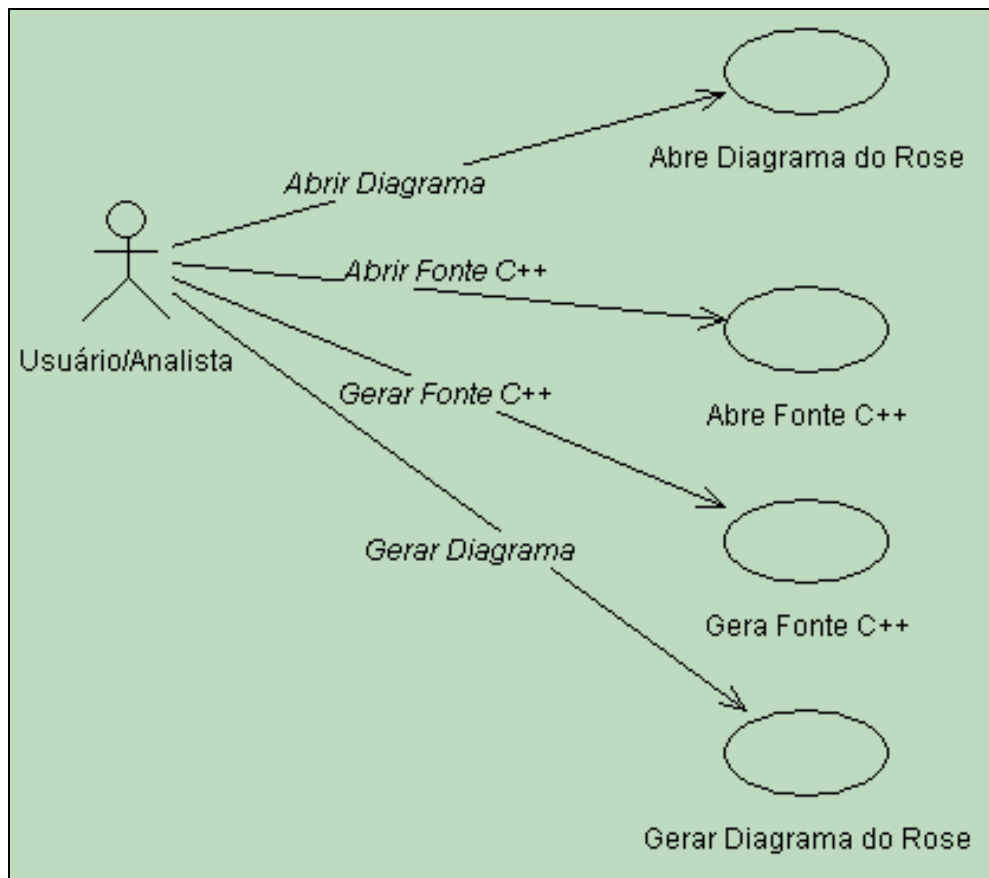 Abre Diagrama do Rose
Abrir Diagrama
Abrir Fonte C++
Usuário/Analista
Gerar Fonte C++
Abre Fonte C++
Gerar Diagrama
Gera Fonte C++
Gerar Diagrama do Rose